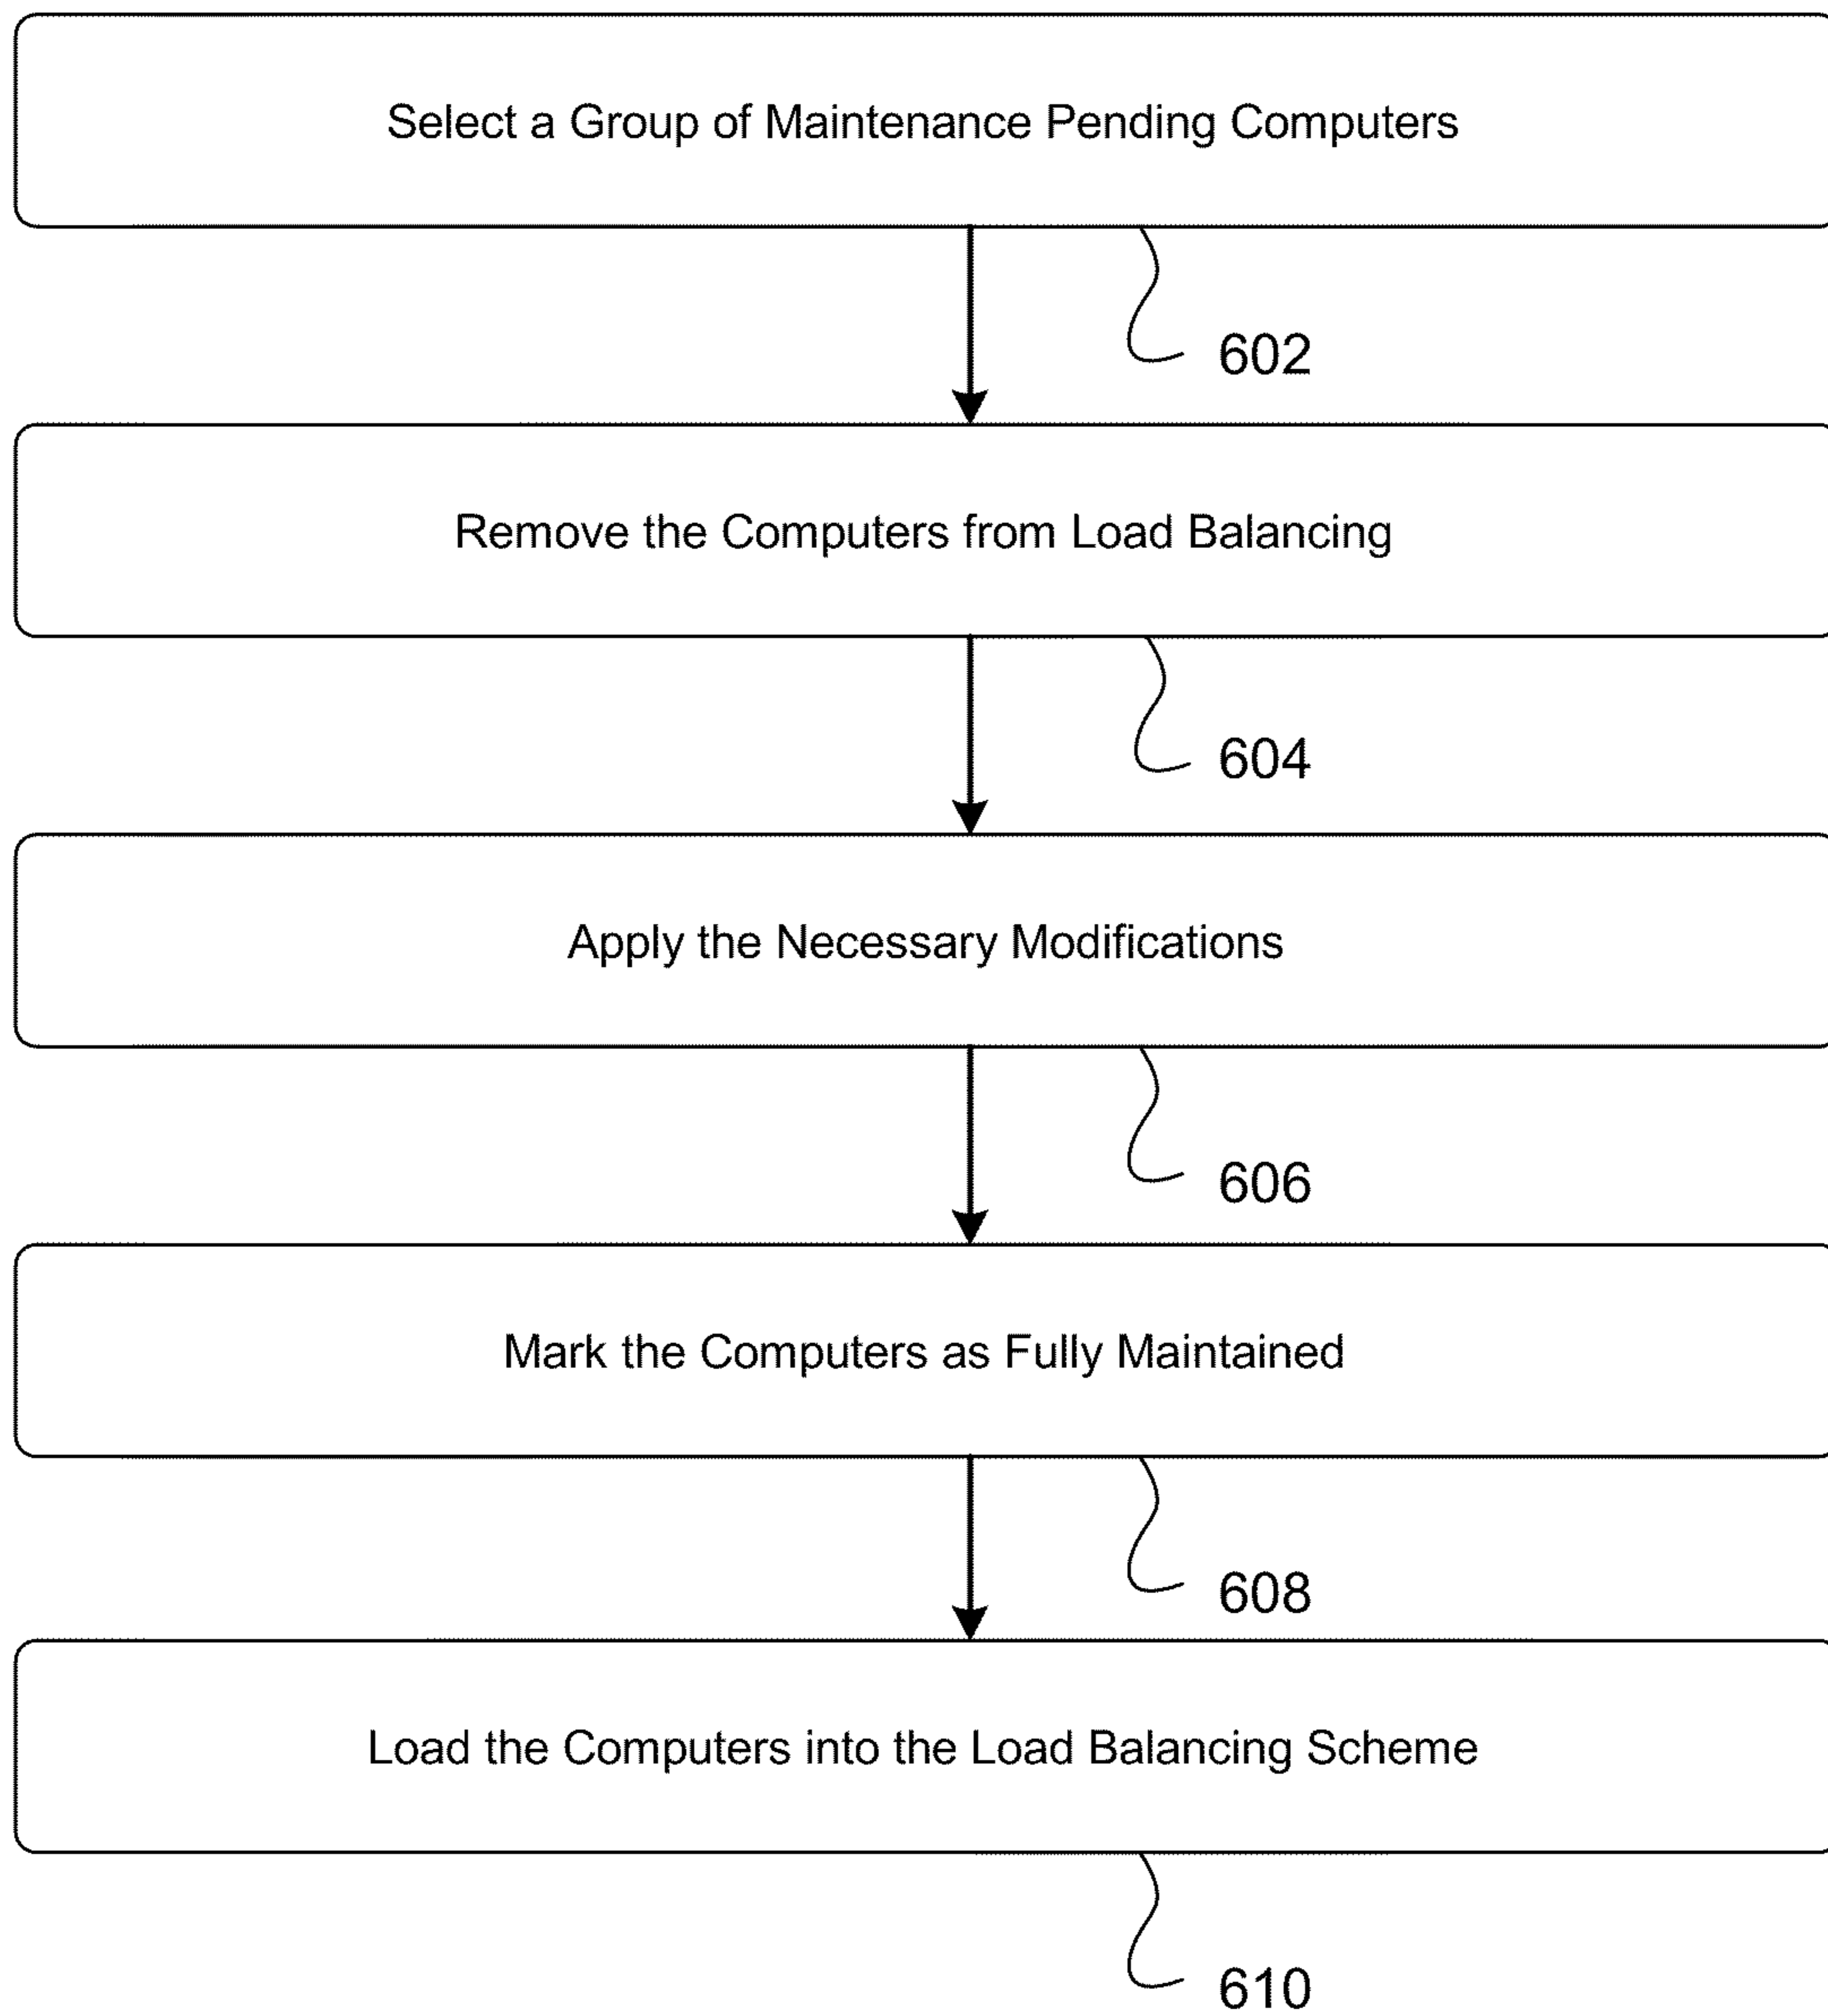 Select a Group of Maintenance Pending Computers
602
Remove the Computers from Load Balancing
604
Apply the Necessary Modifications
606
Mark the Computers as Fully Maintained
608
Load the Computers into the Load Balancing Scheme
610